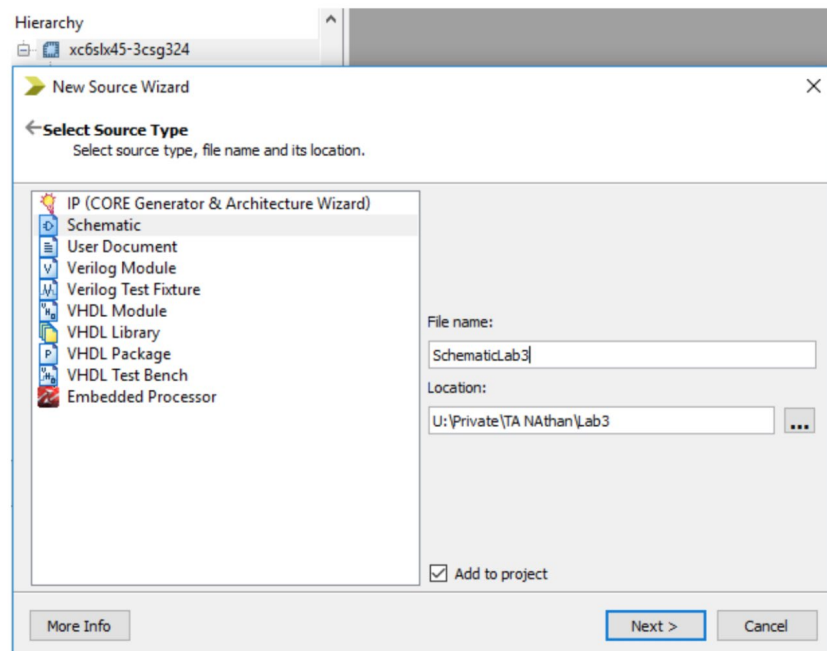 Hierarchy
xc6slx45-3csg324
New Source Wizard
Select Source Type
Select source type, file name and its location.
IP (CORE Generator & Architecture Wizard)
Schematic
User Document
Verilog Module
Verilog Test Fixture
VHDL Module
VHDL Library
VHDL Package
VHDL Test Bench
Embedded Processor
File name:
SchematicLab3
Location:
U:\Private\TA NAthan\Lab3
...
Add to project
More Info
Next >
Cancel